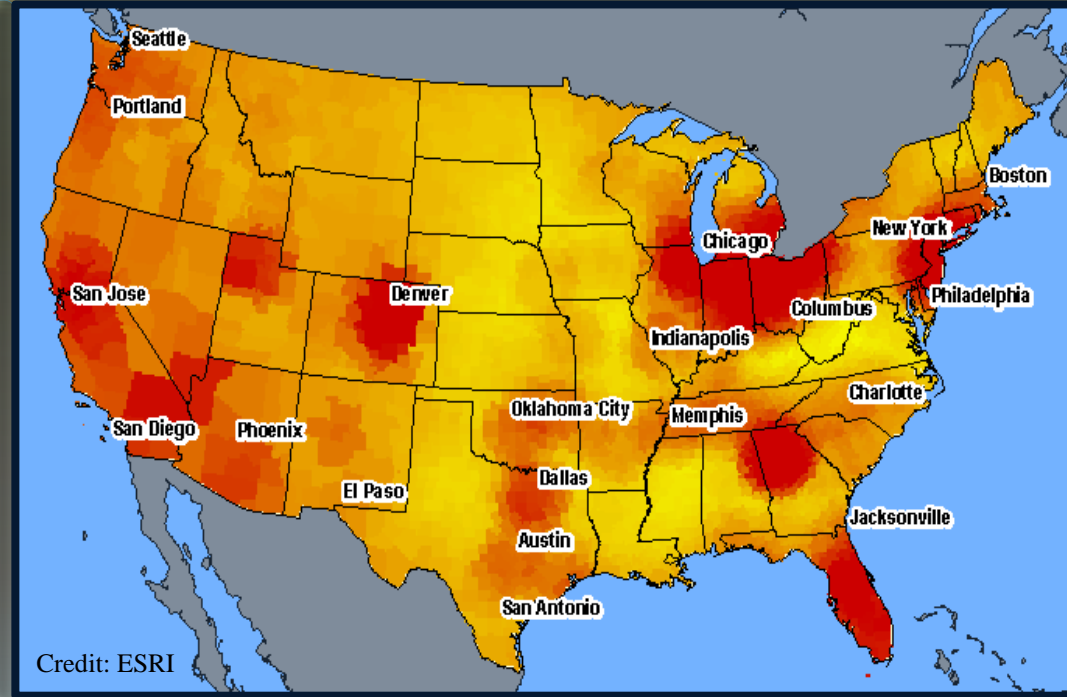 Seattle
Portland
Boston
New York
Chicago
San Jose
Denver
Philadelphia
Columbus
Indianapolis
Charlotte
Oklahoma City
Memphis
San Diego
Phoenix
Dallas
El Paso
Jacksonville
Austin
San Antonio
Credit: ESRI